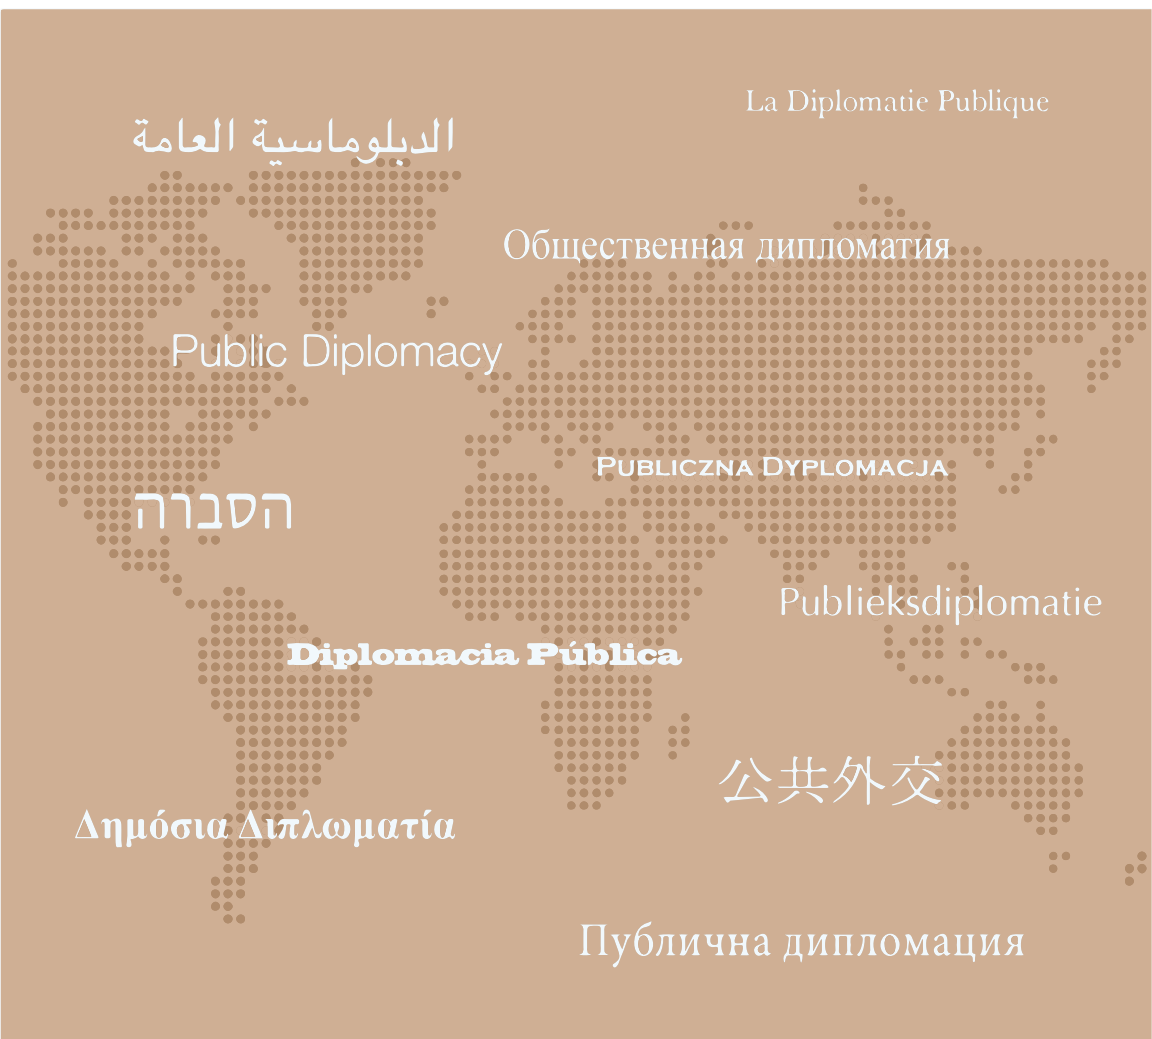 La Diplomatie Publique
الدبلوماسية العامة
Общественная дипломатия
Public Diplomacy
Publiczna Dyplomacja
הסברה
Publieksdiplomatie
Diplomacia Pública
公共外交
Δημόσια Διπλωματία
Публична дипломация